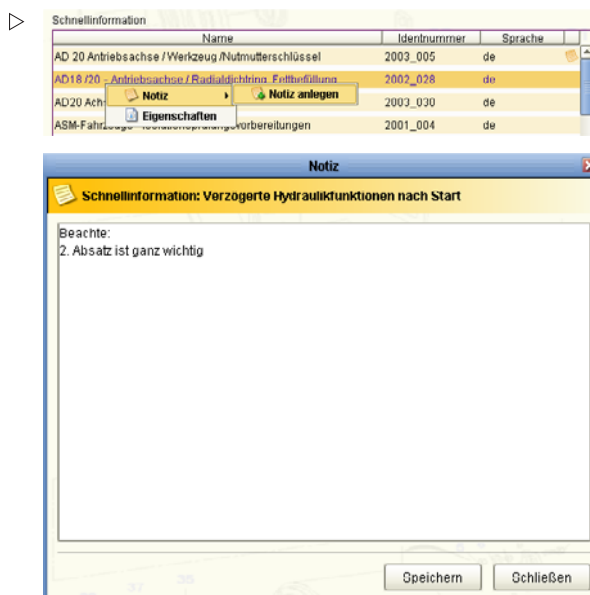 Schnellinformation
Name Identnummer Sprache
AD 20 Antriebsachse / Werkzeug /Nutmutterschlüssel 2003_005 de
AD18 /20 - Antriebsachse / Radialdichtring, Fettbefüllung 2002_028 de
Notiz Notiz anlegen
AD20 Ach 2003_030 de
Eigenschaften
ASM-Fahrzeuge - Isolationsprüfungsvorbereitungen 2001_004 de
Notiz
Schnellinformation: Verzögerte Hydraulikfunktionen nach Start
Beachte:
2. Absatz ist ganz wichtig
Speichern Schließen